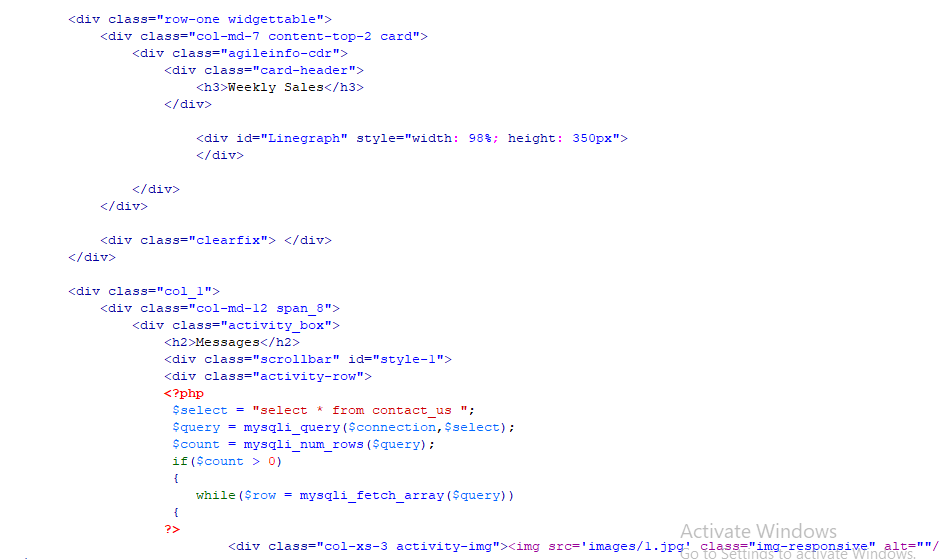 <div class="row-one widgettable">
<div class="col-md-7 content-top-2 card">
<div class="agileinfo-cdr">
<div class="card-header">
<h3>Weekly Sales</h3>
</div>
<div id="Linegraph" style="width: 98%; height: 350px">
</div>
</div>
</div>
<div class="clearfix"> </div>
</div>
<div class="col_1">
<div class="col-md-12 span_8">
<div class="activity_box">
<h2>Messages</h2>
<div class="scrollbar" id="style-1">
<div class="activity-row">
<?php
$select = "select * from contact_us ";
$query = mysqli_query($connection,$select);
$count = mysqli_num_rows($query);
if($count > 0)
{
while($row = mysqli_fetch_array($query))
{
?>
<div class="col-xs-3 activity-img"><img src='images/1.jpg' class="img-responsive" alt=""/
Activate Windows
Go to Settings to activate Windows.